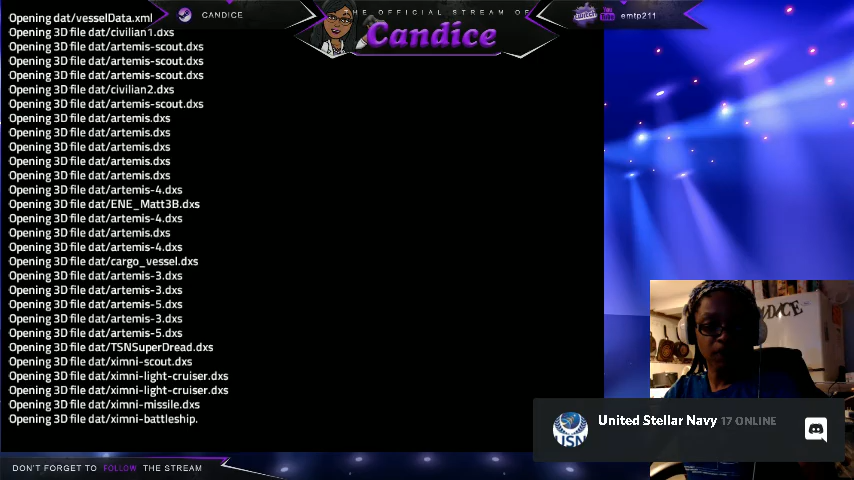 Opening dat/vesselData.xml
Opening 3D file dat/civilian1.dxs
Opening 3D file dat/artemis-scout.dxs
Opening 3D file dat/artemis-scout.dxs
Opening 3D file dat/artemis-scout.dxs
Opening 3D file dat/civilian2.dxs
Opening 3D file dat/artemis-scout.dxs
Opening 3D file dat/artemis.dxs
Opening 3D file dat/artemis.dxs
Opening 3D file dat/artemis.dxs
Opening 3D file dat/artemis.dxs
Opening 3D file dat/artemis.dxs
Opening 3D file dat/artemis-4.dxs
Opening 3D file dat/ENE_Matt3B.dxs
Opening 3D file dat/artemis-4.dxs
Opening 3D file dat/artemis.dxs
Opening 3D file dat/artemis-4.dxs
Opening 3D file dat/cargo_vessel.dxs
Opening 3D file dat/artemis-3.dxs
Opening 3D file dat/artemis-3.dxs
Opening 3D file dat/artemis-5.dxs
Opening 3D file dat/artemis-3.dxs
Opening 3D file dat/artemis-5.dxs
Opening 3D file dat/TSNSuperDread.dxs
Opening 3D file dat/ximni-scout.dxs
Opening 3D file dat/ximni-light-cruiser.dxs
Opening 3D file dat/ximni-light-cruiser.dxs
Opening 3D file dat/ximni-missile.dxs
Opening 3D file dat/ximni-battleship.
CANDICE
HE OFFICIAL STREAM OF
Candice
twitch
You Tube
emtp211
United Stellar Navy 17 ONLINE
USN
DON'T FORGET TO FOLLOW THE STREAM